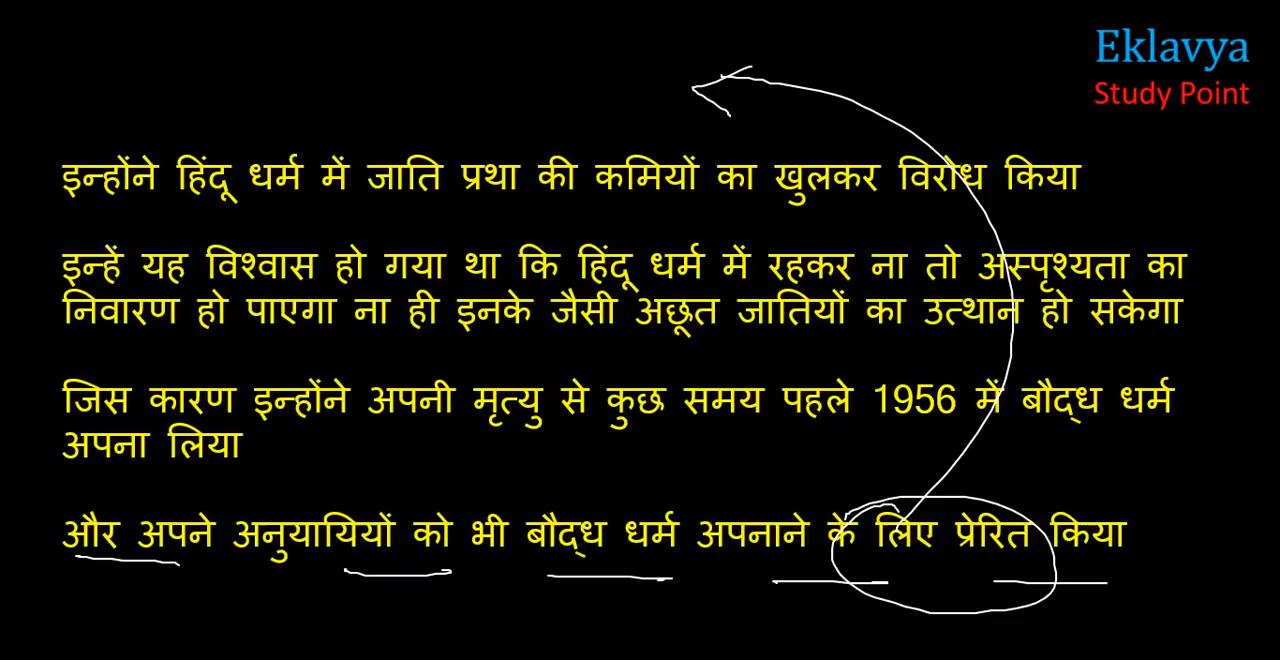 Eklavya
Study Point
इन्होंने हिंदू धर्म में जाति प्रथा की कमियों का खुलकर विरोध किया
इन्हें यह विश्वास हो गया था कि हिंदू धर्म में रहकर ना तो अस्पृश्यता का
निवारण हो पाएगा ना ही इनके जैसी अछूत जातियों का उत्थान हो सकेगा
जिस कारण इन्होंने अपनी मृत्यु से कुछ समय पहले 1956 में बौद्ध धर्म
अपना लिया
और अपने अनुयायियों को भी बौद्ध धर्म अपनाने के लिए प्रेरित किया